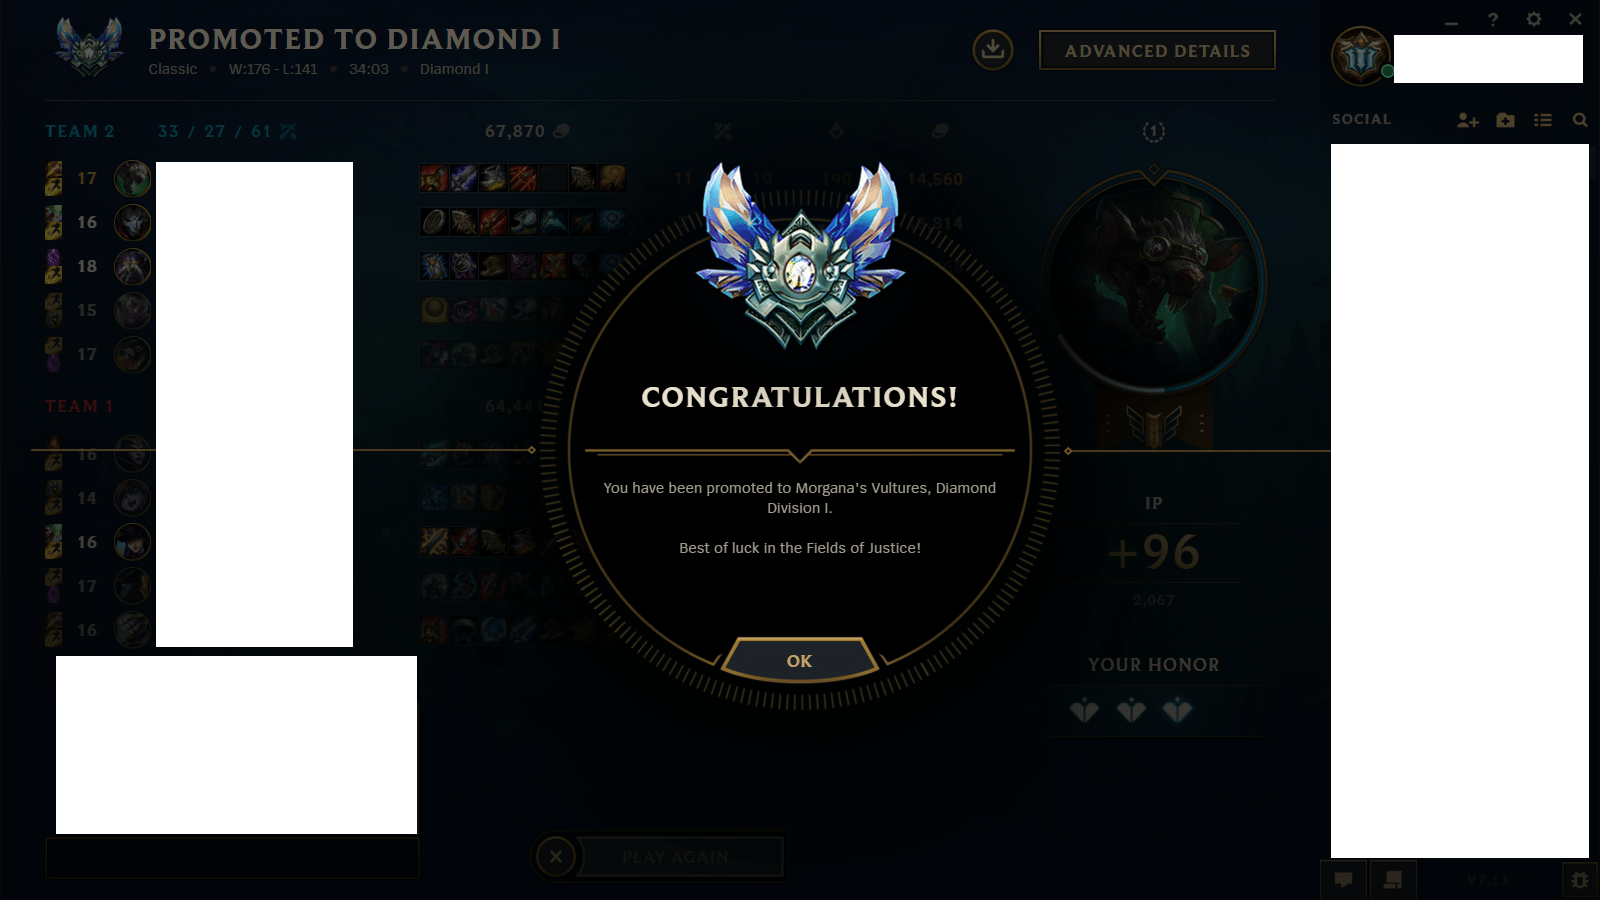 PROMOTED TO DIAMOND I
Classic • W:176 - L:141 • 34:03 • Diamond I
ADVANCED DETAILS
?
SOCIAL
TEAM 2 33 / 27 / 61 67,870
1
17 11 10 190 14,560
16
18
15
17
TEAM 1
16
14
16
17
16
CONGRATULATIONS!
You have been promoted to Morgana's Vultures, Diamond
Division I.
Best of luck in the Fields of Justice!
OK
IP
+96
2,067
YOUR HONOR
PLAY AGAIN
V7.13